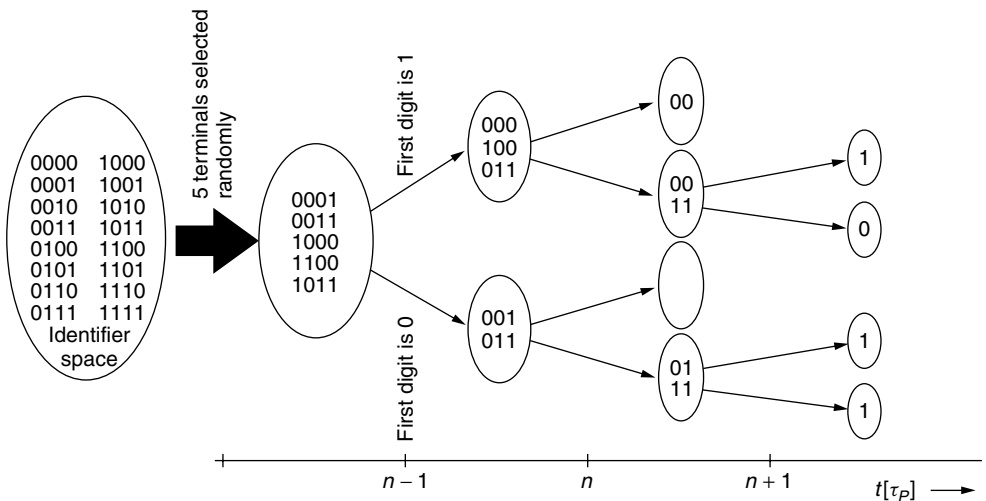 5 terminals selected
randomly
First digit is 1
0000 1000
0001 1001
0010 1010
0011 1011
0100 1100
0101 1101
0110 1110
0111 1111
Identifier
space
0001
0011
1000
1100
1011
000
100
011
00
00
11
1
0
First digit is 0
001
011
01
11
1
1
n − 1
n
n + 1
t[τP]